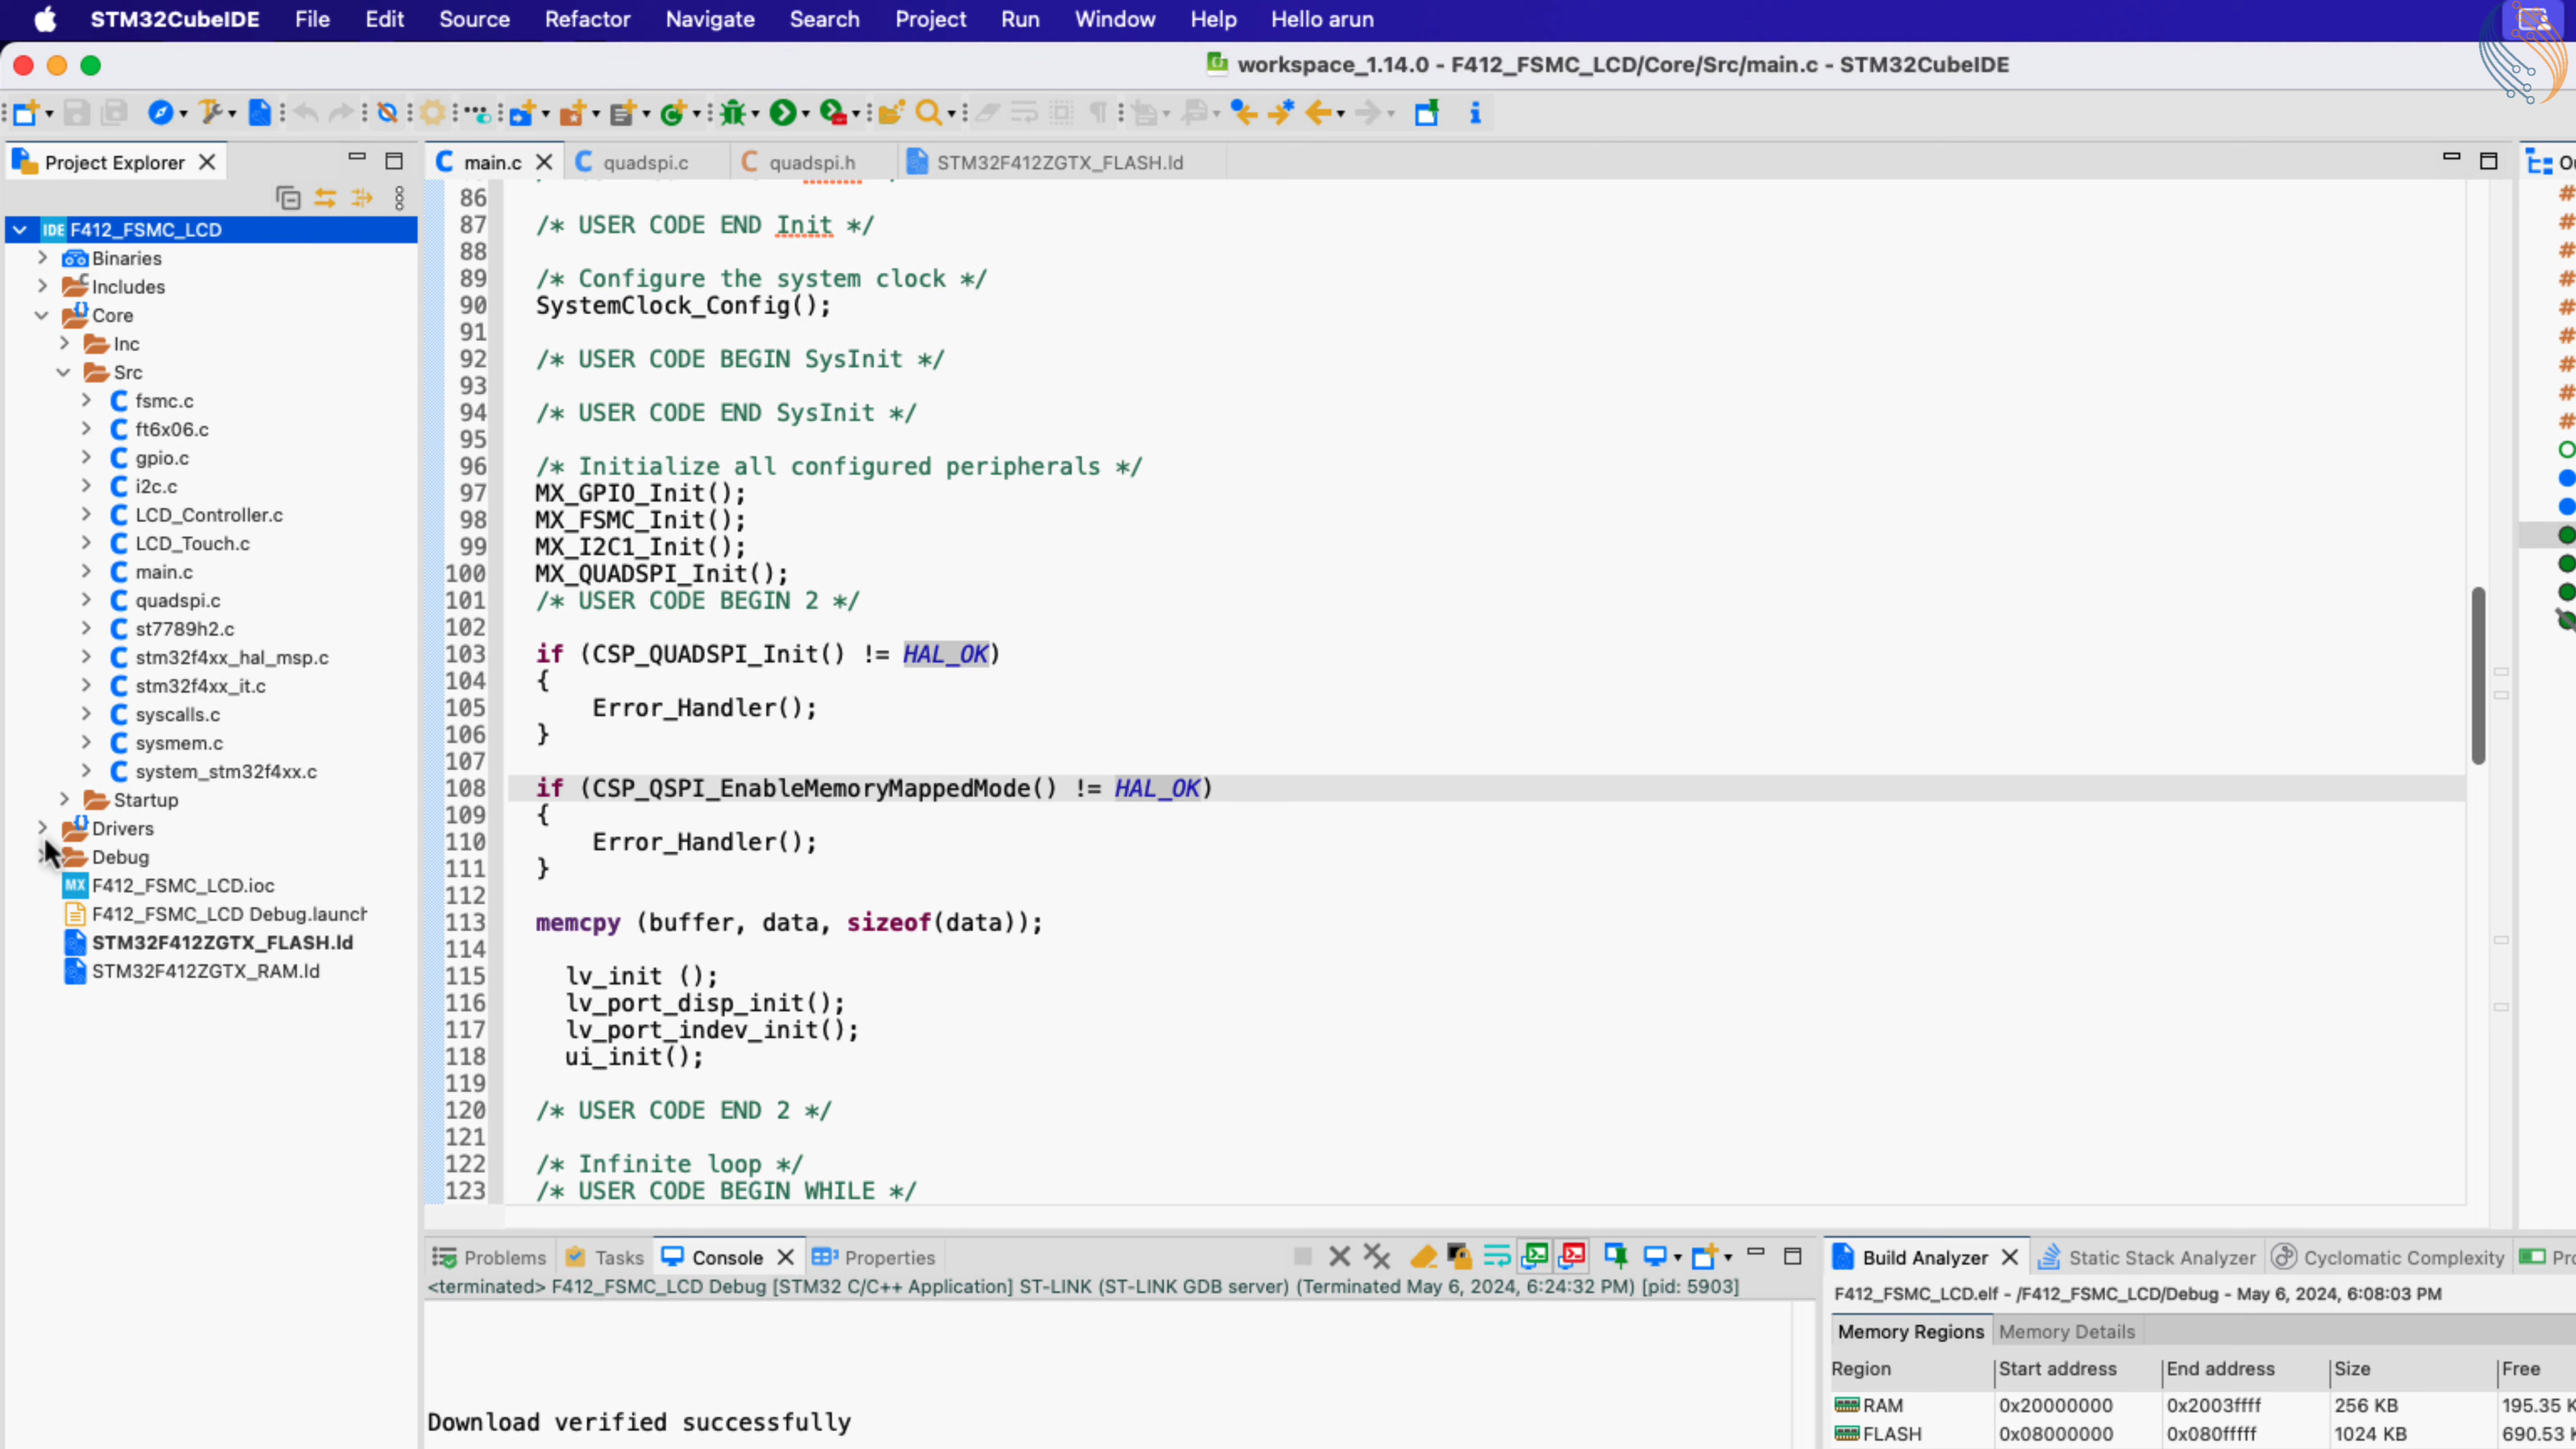 STM32CubeIDE File Edit Source Refactor Navigate Search Project Run Window Help Hello arun
workspace_1.14.0 - F412_FSMC_LCD/Core/Src/main.c - STM32CubeIDE
Project Explorer
IDE F412_FSMC_LCD
Binaries
Includes
Core
Inc
Src
fsmc.c
ft6x06.c
gpio.c
i2c.c
LCD_Controller.c
LCD_Touch.c
main.c
quadspi.c
st7789h2.c
stm32f4xx_hal_msp.c
stm32f4xx_it.c
syscalls.c
sysmem.c
system_stm32f4xx.c
Startup
Drivers
Debug
MX F412_FSMC_LCD.ioc
F412_FSMC_LCD Debug.launch
STM32F412ZGTX_FLASH.ld
STM32F412ZGTX_RAM.ld
main.c quadspi.c quadspi.h STM32F412ZGTX_FLASH.ld
86
87 /* USER CODE END Init */
88
89 /* Configure the system clock */
90 SystemClock_Config();
91
92 /* USER CODE BEGIN SysInit */
93
94 /* USER CODE END SysInit */
95
96 /* Initialize all configured peripherals */
97 MX_GPIO_Init();
98 MX_FSMC_Init();
99 MX_I2C1_Init();
100 MX_QUADSPI_Init();
101 /* USER CODE BEGIN 2 */
102
103 if (CSP_QUADSPI_Init() != HAL_OK)
104 {
105 Error_Handler();
106 }
107
108 if (CSP_QSPI_EnableMemoryMappedMode() != HAL_OK)
109 {
110 Error_Handler();
111 }
112
113 memcpy (buffer, data, sizeof(data));
114
115 lv_init ();
116 lv_port_disp_init();
117 lv_port_indev_init();
118 ui_init();
119
120 /* USER CODE END 2 */
121
122 /* Infinite loop */
123 /* USER CODE BEGIN WHILE */
Problems Tasks Console Properties
<terminated> F412_FSMC_LCD Debug [STM32 C/C++ Application] ST-LINK (ST-LINK GDB server) (Terminated May 6, 2024, 6:24:32 PM) [pid: 5903]
Download verified successfully
Build Analyzer Static Stack Analyzer Cyclomatic Complexity
F412_FSMC_LCD.elf - /F412_FSMC_LCD/Debug - May 6, 2024, 6:08:03 PM
Memory Regions Memory Details
Region Start address End address Size Free
RAM 0x20000000 0x2003ffff 256 KB 195.35 K
FLASH 0x08000000 0x080fffff 1024 KB 690.53